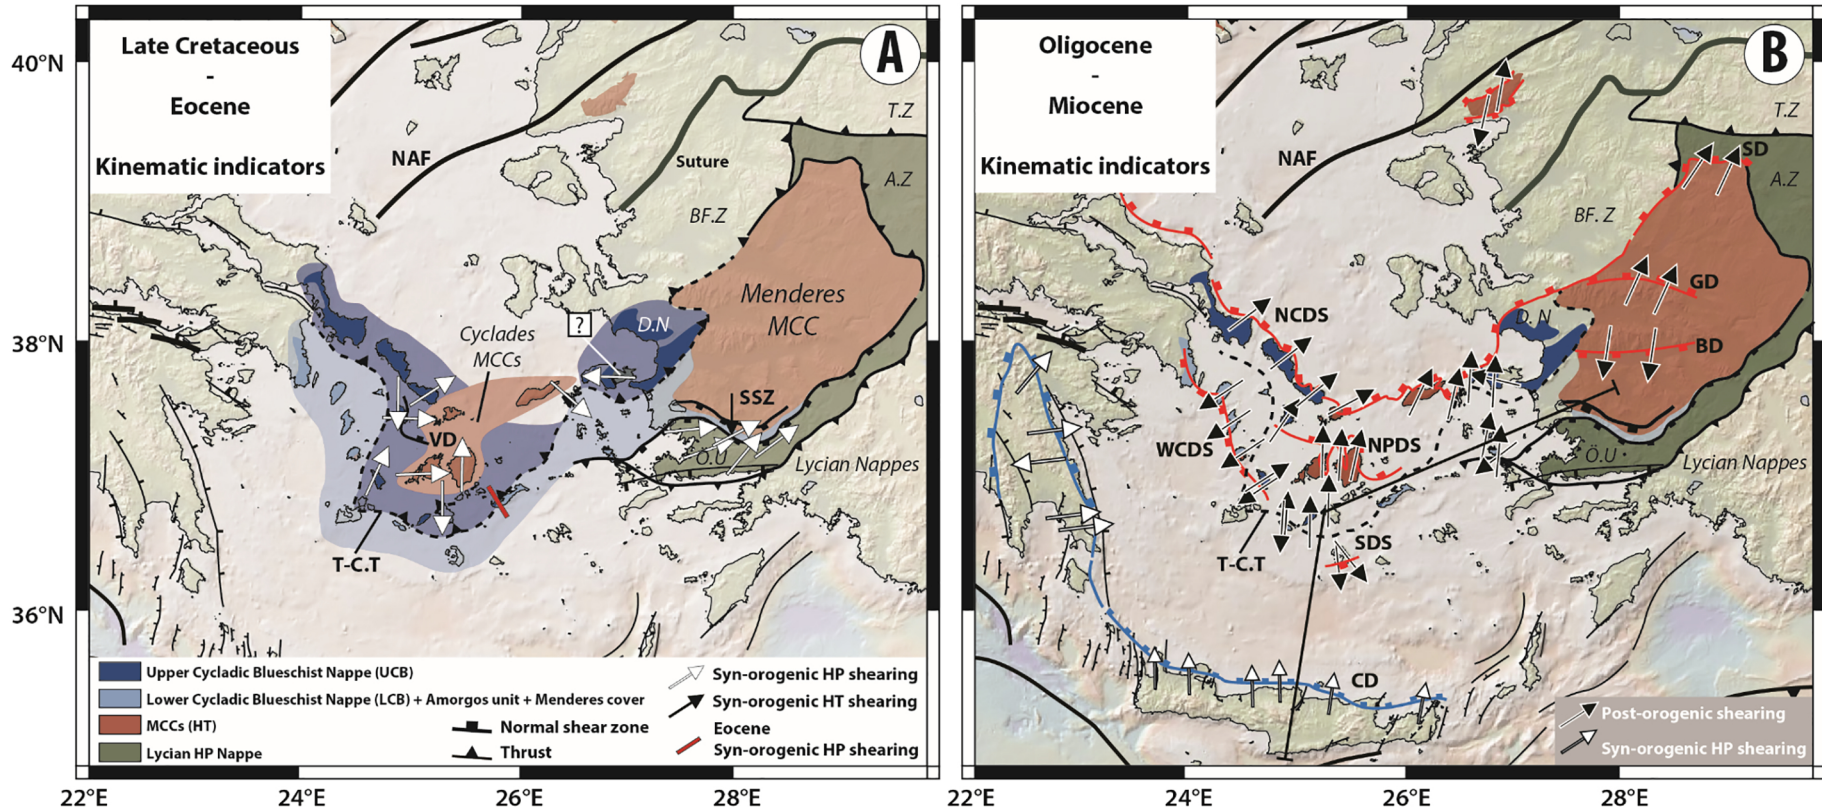 Late Cretaceous
-
Eocene
Kinematic indicators
A
40°N
38°N
36°N
NAF
Suture
T.Z
A.Z
BF.Z
Menderes
MCC
D.N
?
Cyclades
MCCs
VD
SSZ
Ö.U
Lycian Nappes
T-C.T
Upper Cycladic Blueschist Nappe (UCB)
Lower Cycladic Blueschist Nappe (LCB) + Amorgos unit + Menderes cover
MCCs (HT)
Lycian HP Nappe
Normal shear zone
Thrust
Syn-orogenic HP shearing
Syn-orogenic HT shearing
Eocene
Syn-orogenic HP shearing
22°E
24°E
26°E
28°E
Oligocene
-
Miocene
Kinematic indicators
B
NAF
T.Z
SD
A.Z
BF.Z
GD
D.N
BD
NCDS
WCDS
NPDS
Ö.U
Lycian Nappes
T-C.T
SDS
CD
Post-orogenic shearing
Syn-orogenic HP shearing
22°E
24°E
26°E
28°E